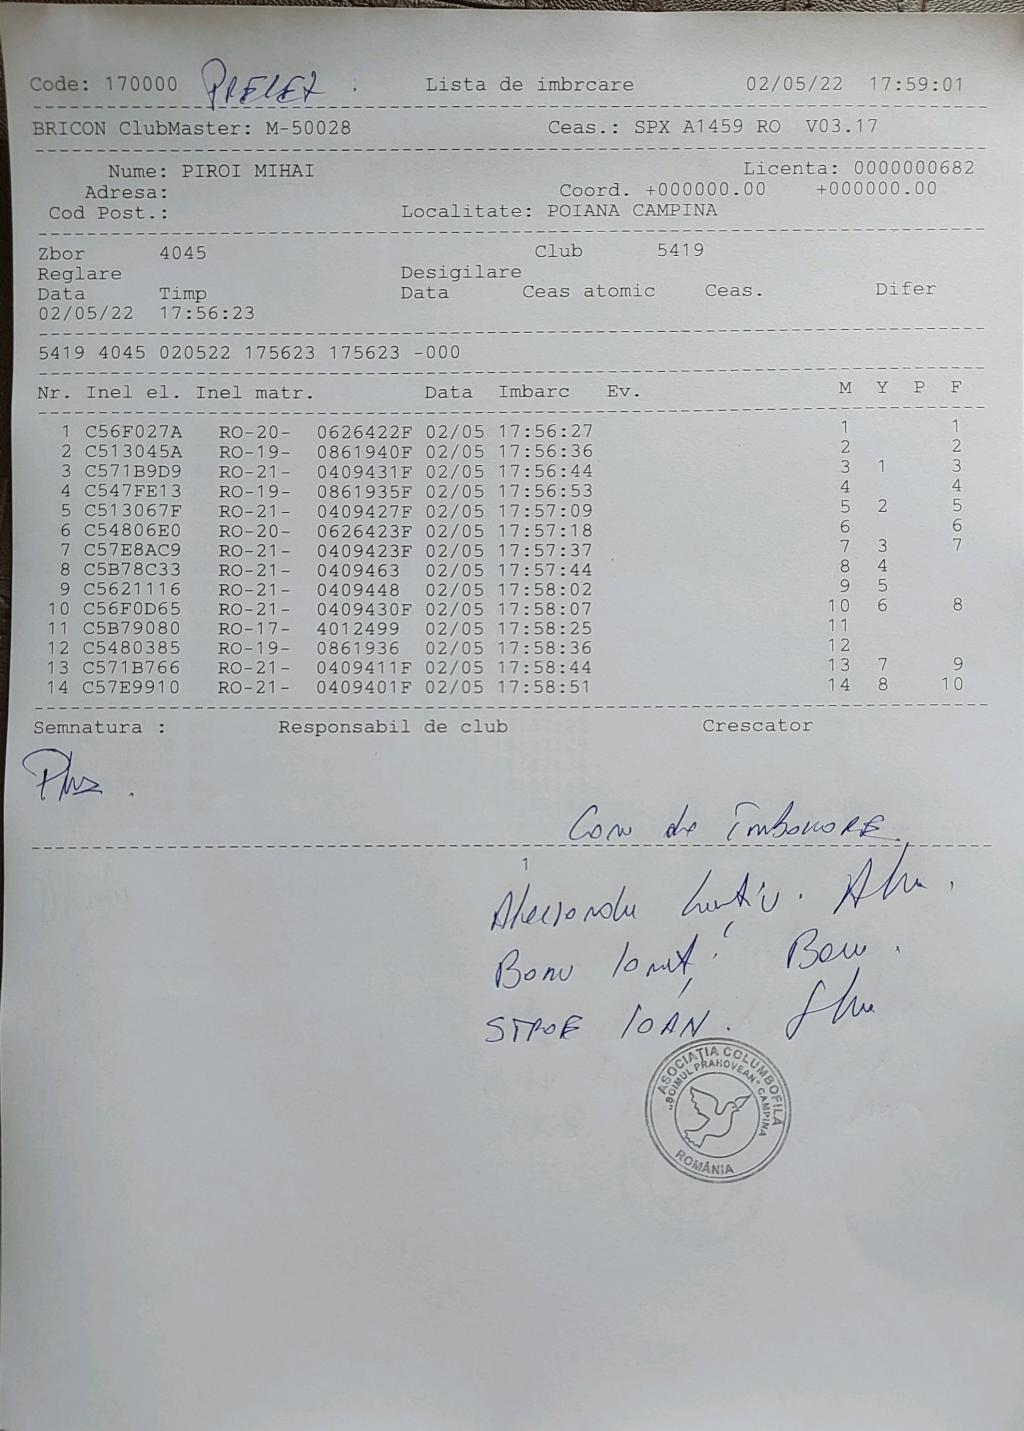 Code: 170000 Lista de imbrcare 02/05/22 17:59:01
BRICON ClubMaster: M-50028 Ceas.: SPX A1459 RO V03.17
Nume: PIROI MIHAI Licenta: 0000000682
Adresa: Coord. +000000.00 +000000.00
Cod Post.: Localitate: POIANA CAMPINA
Zbor 4045 Club 5419
Reglare Desigilare
Data Timp Data Ceas atomic Ceas. Difer
02/05/22 17:56:23
5419 4045 020522 175623 175623 -000
Nr. Inel el. Inel matr. Data Imbarc Ev. M Y P F
1 C56F027A RO-20- 0626422F 02/05 17:56:27 1 1
2 C513045A RO-19- 0861940F 02/05 17:56:36 2 2
3 C571B9D9 RO-21- 0409431F 02/05 17:56:44 3 1 3
4 C547FE13 RO-19- 0861935F 02/05 17:56:53 4 4
5 C513067F RO-21- 0409427F 02/05 17:57:09 5 2 5
6 C54806E0 RO-20- 0626423F 02/05 17:57:18 6 6
7 C57E8AC9 RO-21- 0409423F 02/05 17:57:37 7 3 7
8 C5B78C33 RO-21- 0409463 02/05 17:57:44 8 4
9 C5621116 RO-21- 0409448 02/05 17:58:02 9 5
10 C56F0D65 RO-21- 0409430F 02/05 17:58:07 10 6 8
11 C5B79080 RO-17- 4012499 02/05 17:58:25 11
12 C5480385 RO-19- 0861936 02/05 17:58:36 12
13 C571B766 RO-21- 0409411F 02/05 17:58:44 13 7 9
14 C57E9910 RO-21- 0409401F 02/05 17:58:51 14 8 10
Semnatura : Responsabil de club Crescator
de
1
STROE IOAN.
ASOCIAȚIA COLUMBOFILĂ
"ȘOIMUL PRAHOVEAN" CAMPINA
ROMÂNIA